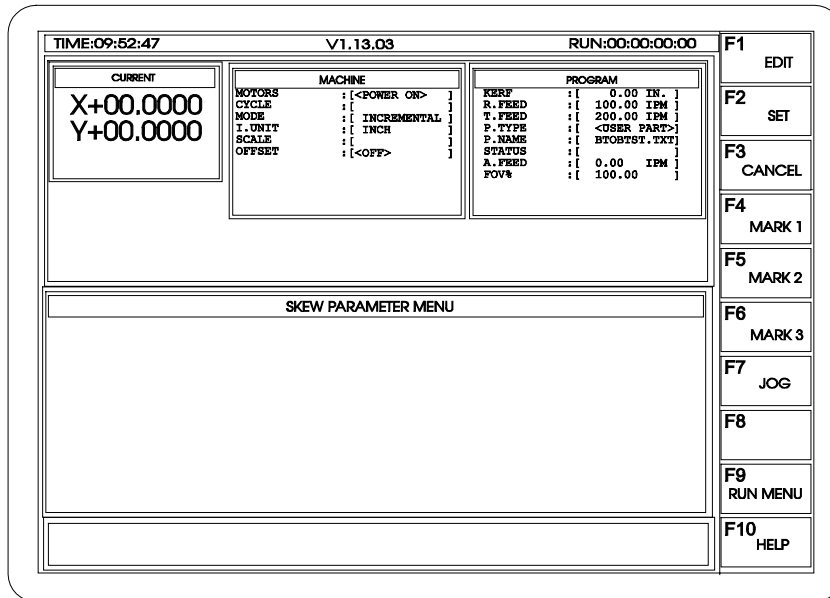 TIME:09:52:47 V1.13.03 RUN:00:00:00:00
CURRENT
X+00.0000
Y+00.0000
MACHINE
MOTORS :[<POWER ON> ]
CYCLE :[ ]
MODE :[ INCREMENTAL ]
I.UNIT :[ INCH ]
SCALE :[ ]
OFFSET :[<OFF> ]
PROGRAM
KERF :[ 0.00 IN. ]
R.FEED :[ 100.00 IPM ]
T.FEED :[ 200.00 IPM ]
P.TYPE :[ <USER PART>]
P.NAME :[ BTOBTST.TXT]
STATUS :[ ]
A.FEED :[ 0.00 IPM ]
FOV% :[ 100.00 ]
SKEW PARAMETER MENU
F1
EDIT
F2
SET
F3
CANCEL
F4
MARK 1
F5
MARK 2
F6
MARK 3
F7
JOG
F8
F9
RUN MENU
F10
HELP